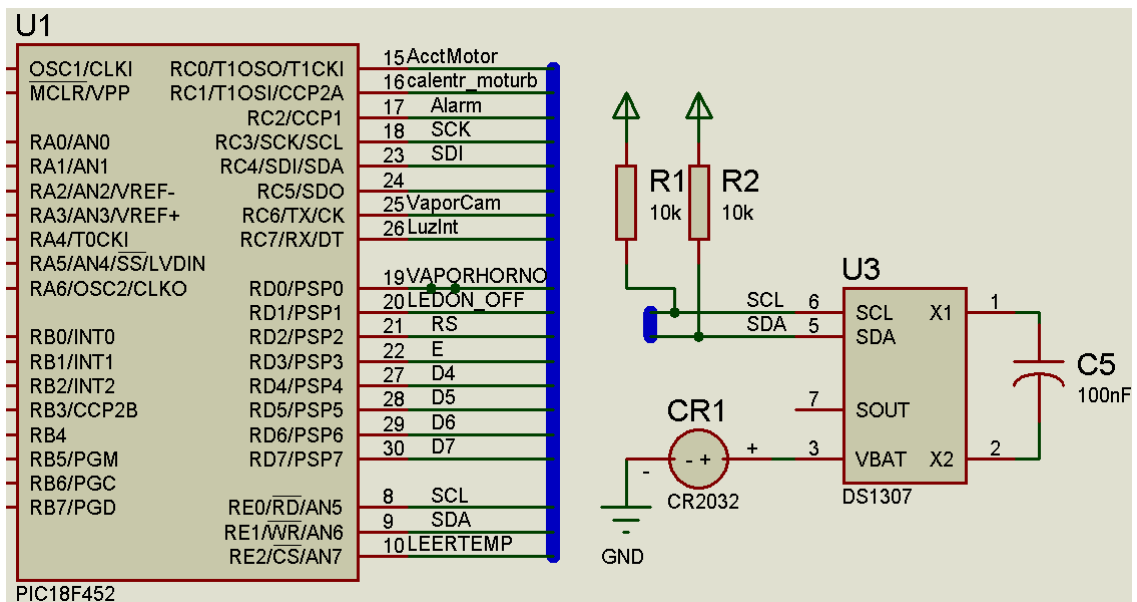 U1
OSC1/CLKI
MCLR/VPP
RA0/AN0
RA1/AN1
RA2/AN2/VREF-
RA3/AN3/VREF+
RA4/T0CKI
RA5/AN4/SS/LVDIN
RA6/OSC2/CLKO
RB0/INT0
RB1/INT1
RB2/INT2
RB3/CCP2B
RB4
RB5/PGM
RB6/PGC
RB7/PGD
RC0/T1OSO/T1CKI 15 AcctMotor
RC1/T1OSI/CCP2A 16 calentr_moturb
RC2/CCP1 17 Alarm
RC3/SCK/SCL 18 SCK
RC4/SDI/SDA 23 SDI
RC5/SDO 24
RC6/TX/CK 25 VaporCam
RC7/RX/DT 26 LuzInt
RD0/PSP0 19 VAPORHORNO
RD1/PSP1 20 LEDON_OFF
RD2/PSP2 21 RS
RD3/PSP3 22 E
RD4/PSP4 27 D4
RD5/PSP5 28 D5
RD6/PSP6 29 D6
RD7/PSP7 30 D7
RE0/RD/AN5 8 SCL
RE1/WR/AN6 9 SDA
RE2/CS/AN7 10 LEERTEMP
PIC18F452
R1
10k
R2
10k
U3
SCL 6 SCL X1 1
SDA 5 SDA
7 SOUT
+ 3 VBAT X2 2
DS1307
C5
100nF
CR1
- +
-
CR2032
GND